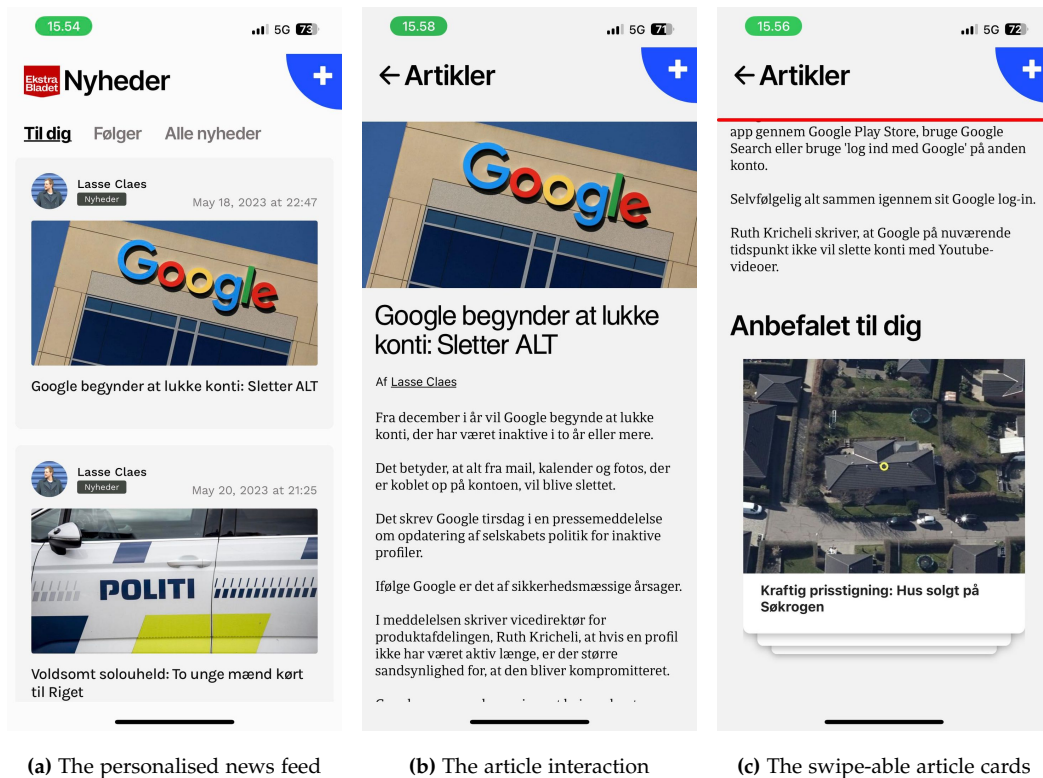 15.54
5G 73
Ekstra
Bladet
Nyheder
+
Til dig Følger Alle nyheder
Lasse Claes
Nyheder
May 18, 2023 at 22:47
Google
Google begynder at lukke konti: Sletter ALT
Lasse Claes
Nyheder
May 20, 2023 at 21:25
POLITI
Voldsomt solouheld: To unge mænd kørt
til Riget
(a) The personalised news feed
15.58
5G 71
← Artikler
+
Google
Google begynder at lukke
konti: Sletter ALT
Af Lasse Claes
Fra december i år vil Google begynde at lukke
konti, der har været inaktive i to år eller mere.
Det betyder, at alt fra mail, kalender og fotos, der
er koblet op på kontoen, vil blive slettet.
Det skrev Google tirsdag i en pressemeddelelse
om opdatering af selskabets politik for inaktive
profiler.
Ifølge Google er det af sikkerhedsmæssige årsager.
I meddelelsen skriver vicedirektør for
produktafdelingen, Ruth Kricheli, at hvis en profil
ikke har været aktiv længe, er der større
sandsynlighed for, at den bliver kompromitteret.
(b) The article interaction
15.56
5G 72
← Artikler
+
app gennem Google Play Store, bruge Google
Search eller bruge 'log ind med Google' på anden
konto.
Selvfølgelig alt sammen igennem sit Google log-in.
Ruth Kricheli skriver, at Google på nuværende
tidspunkt ikke vil slette konti med Youtube-
videoer.
Anbefalet til dig
Kraftig prisstigning: Hus solgt på
Søkrogen
(c) The swipe-able article cards